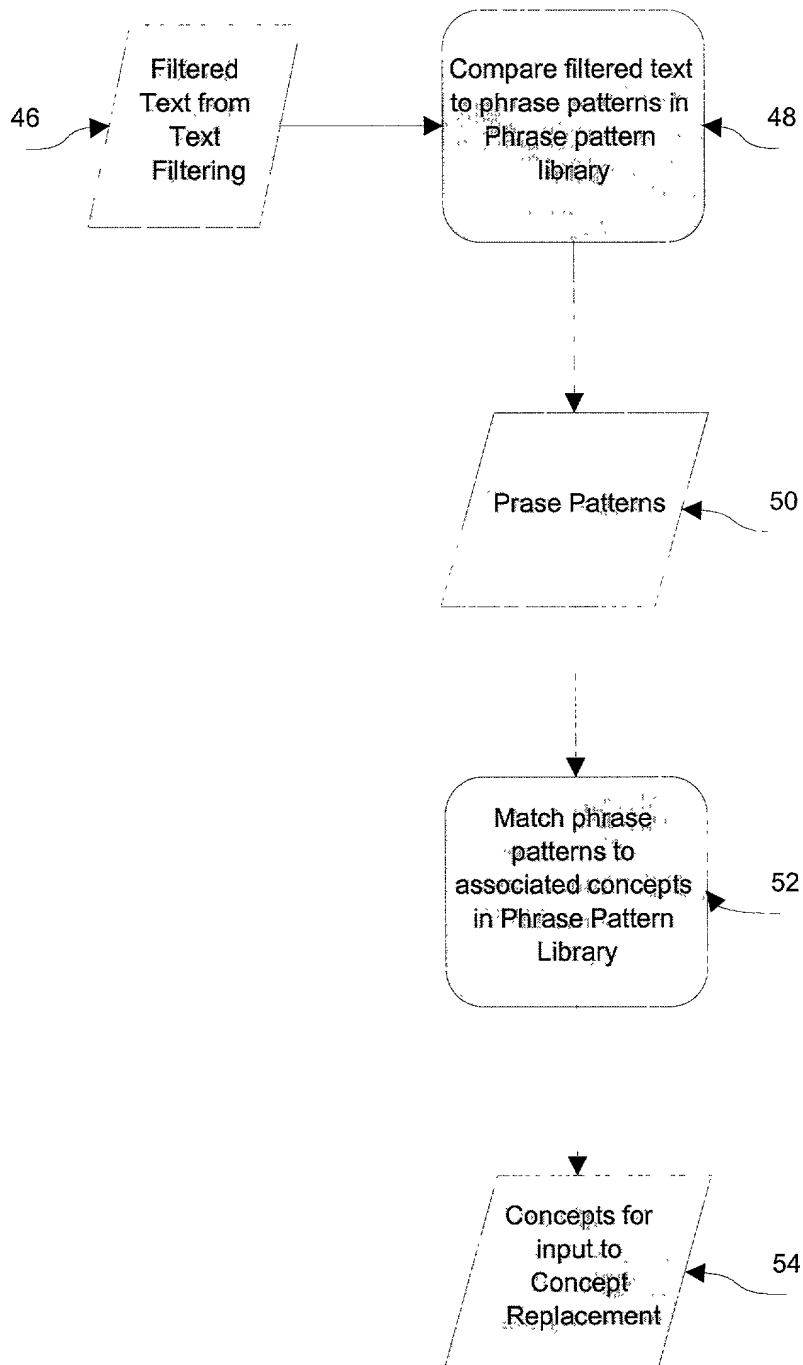 Filtered
Text from
Text
Filtering
46
Compare filtered text
to phrase patterns in
Phrase pattern
library
48
Prase Patterns
50
Match phrase
patterns to
associated concepts
in Phrase Pattern
Library
52
Concepts for
input to
Concept
Replacement
54